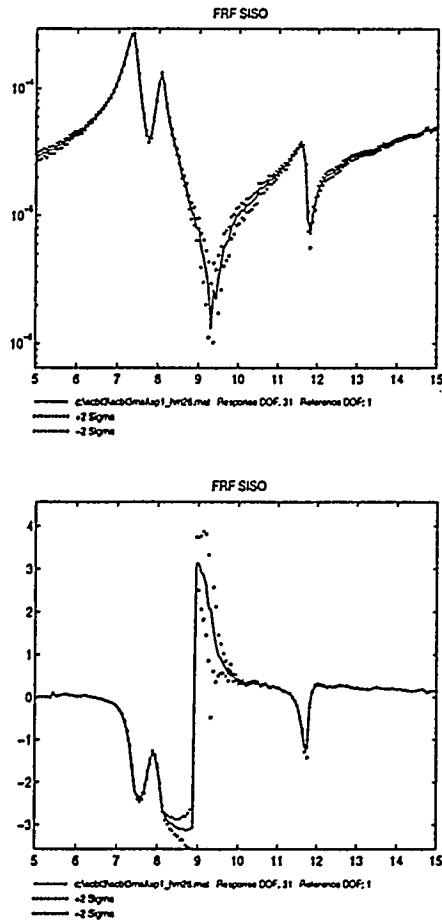 FRF SISO
10⁻⁴
5 6 7 8 9 10 11 12 13 14 15
Response DOF: 31 Reference DOF: 1
+2 Sigma
-2 Sigma
FRF SISO
4
3
2
1
0
-1
-2
-3
5 6 7 8 9 10 11 12 13 14 15
Response DOF: 31 Reference DOF: 1
+2 Sigma
+2 Sigma